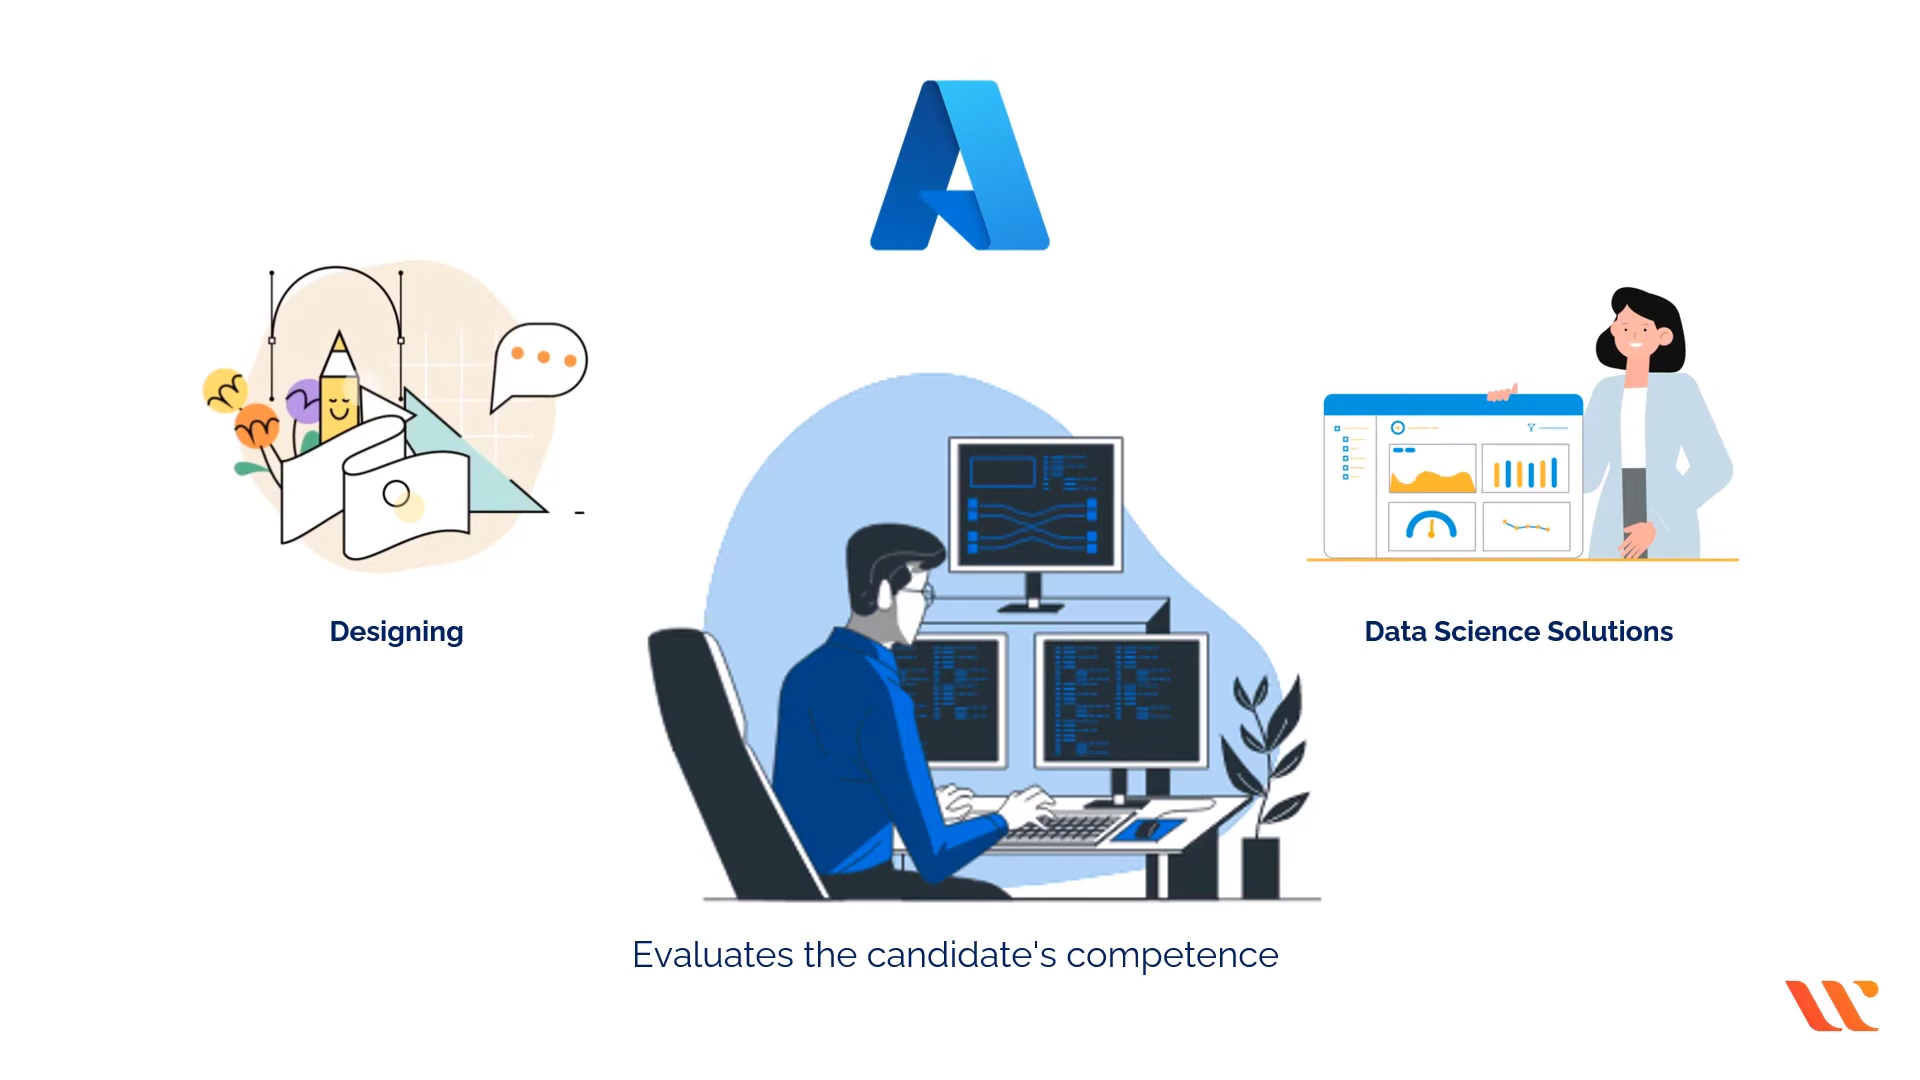 Designing
Data Science Solutions
Evaluates the candidate's competence